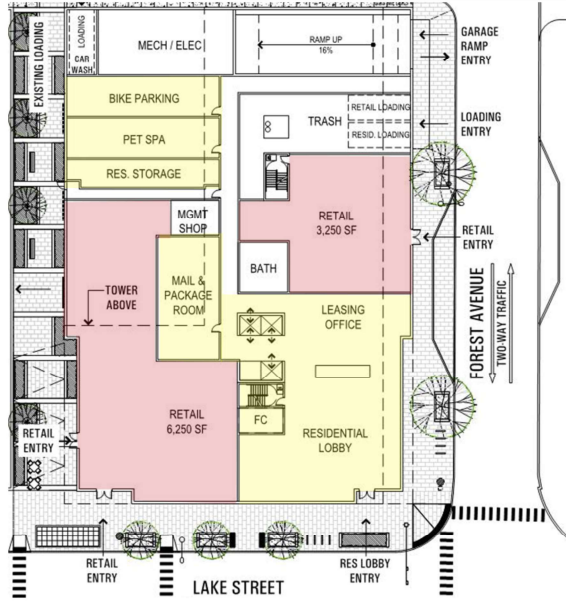 EXISTING LOADING
LOADING
CAR
WASH
MECH / ELEC
RAMP UP
16%
GARAGE
RAMP
ENTRY
BIKE PARKING
PET SPA
RES. STORAGE
TRASH
RETAIL LOADING
RESID. LOADING
LOADING
ENTRY
MGMT
SHOP
RETAIL
3,250 SF
RETAIL
ENTRY
BATH
MAIL &
PACKAGE
ROOM
TOWER
ABOVE
LEASING
OFFICE
FOREST AVENUE
TWO-WAY TRAFFIC
RETAIL
6,250 SF
FC
RESIDENTIAL
LOBBY
RETAIL
ENTRY
RETAIL
ENTRY
RES LOBBY
ENTRY
LAKE STREET